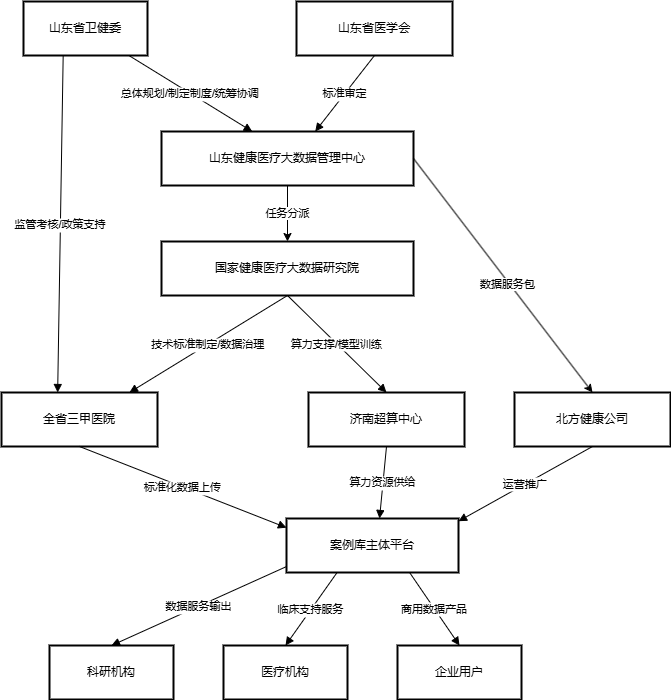 山东省卫健委
山东省医学会
总体规划/制定制度/统筹协调
标准审定
山东健康医疗大数据管理中心
监管考核/政策支持
任务分派
国家健康医疗大数据研究院
数据服务包
技术标准制定/数据治理
算力支撑/模型训练
全省三甲医院
济南超算中心
北方健康公司
标准化数据上传
算力资源供给
运营推广
案例库主体平台
数据服务输出
临床支持服务
商用数据产品
科研机构
医疗机构
企业用户